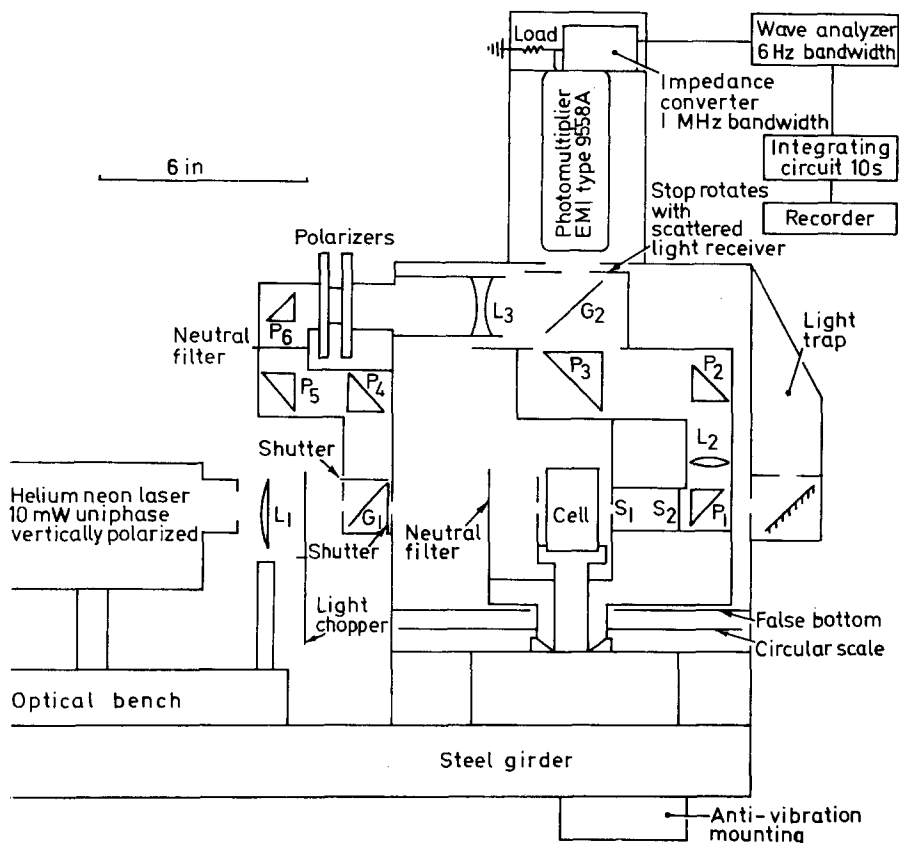 Load
Wave analyzer
6 Hz bandwidth
Impedance
converter
1 MHz bandwidth
Photomultiplier
EMI type 9558A
Integrating
circuit 10s
Recorder
6 in
Stop rotates
with
scattered
light receiver
Polarizers
L3
G2
P6
Neutral
filter
Light
trap
P5
P4
P3
P2
L2
Shutter
Helium neon laser
10 mW uniphase
vertically polarized
L1
G1
Shutter
Neutral
filter
Cell
S1
S2
P1
Light
chopper
False bottom
Circular scale
Optical bench
Steel girder
Anti-vibration
mounting